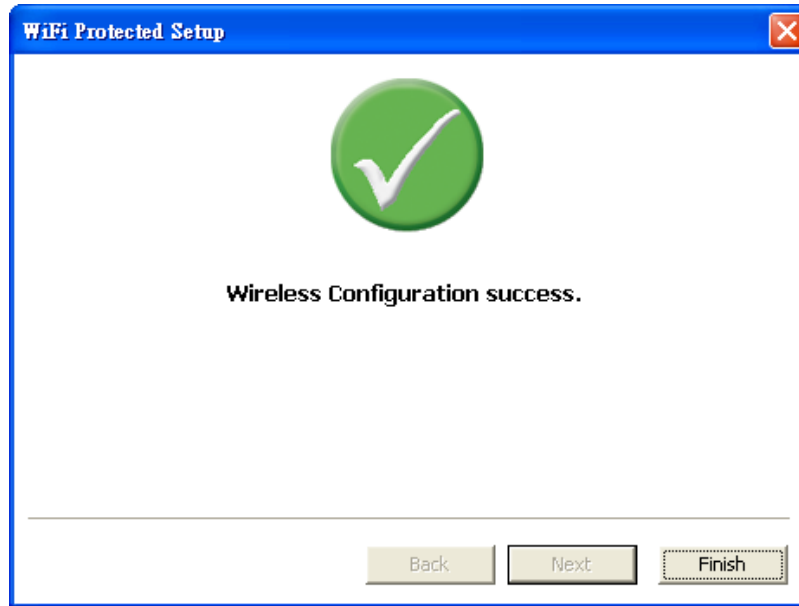 WiFi Protected Setup
Wireless Configuration success.
Back
Next
Finish